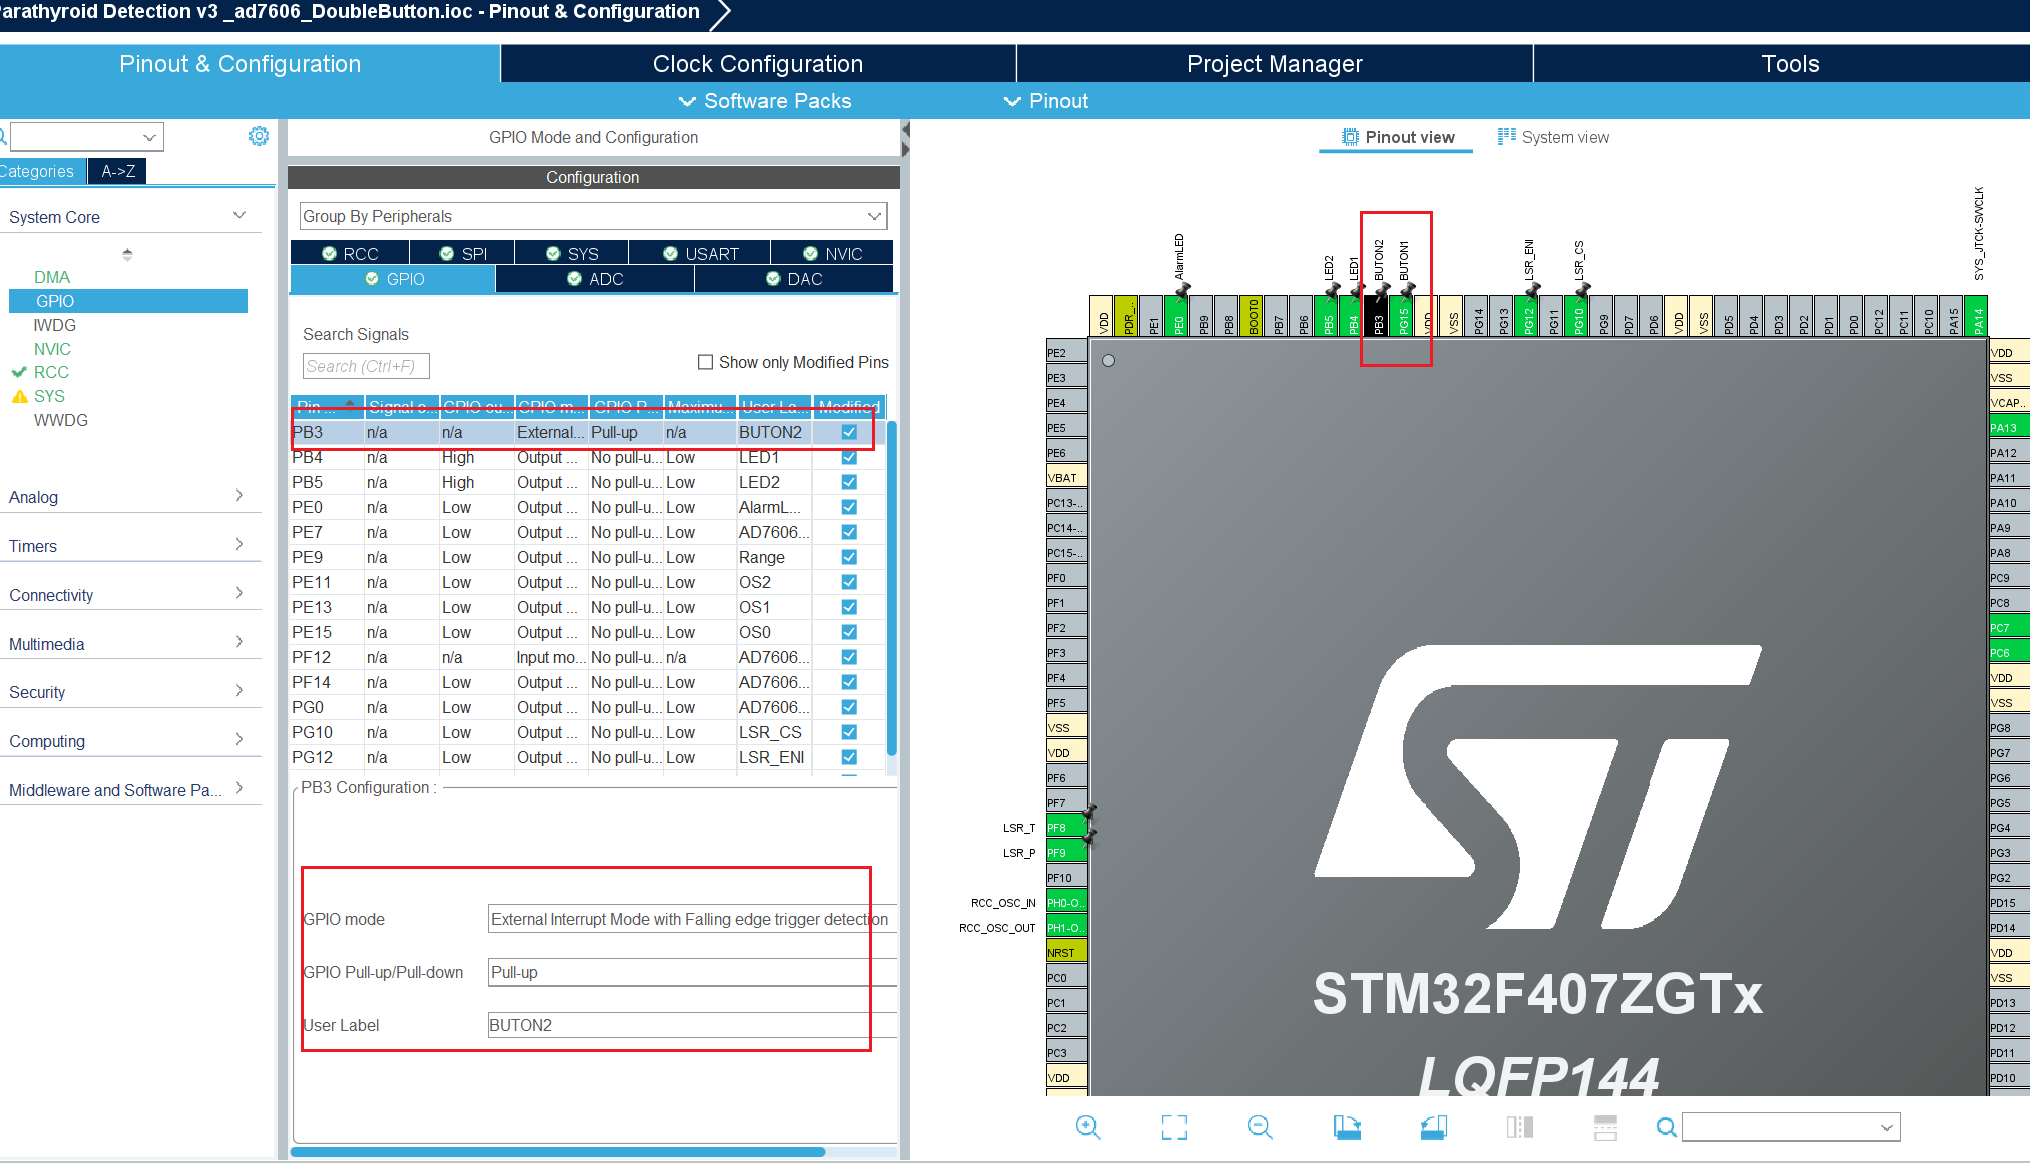 arathyroid Detection v3 _ad7606_DoubleButton.ioc - Pinout & Configuration
Pinout & Configuration
Clock Configuration
Project Manager
Tools
Software Packs
Pinout
Categories
A->Z
System Core
DMA
GPIO
IWDG
NVIC
RCC
SYS
WWDG
Analog
Timers
Connectivity
Multimedia
Security
Computing
Middleware and Software Pa...
GPIO Mode and Configuration
Configuration
Group By Peripherals
RCC SPI SYS USART NVIC
GPIO ADC DAC
Search Signals
Search (Ctrl+F)
Show only Modified Pins
Pin ... Signal o... GPIO ou... GPIO m... GPIO P... Maximu... User La... Modified
PB3 n/a n/a External... Pull-up n/a BUTON2
PB4 n/a High Output ... No pull-u... Low LED1
PB5 n/a High Output ... No pull-u... Low LED2
PE0 n/a Low Output ... No pull-u... Low AlarmL...
PE7 n/a Low Output ... No pull-u... Low AD7606...
PE9 n/a Low Output ... No pull-u... Low Range
PE11 n/a Low Output ... No pull-u... Low OS2
PE13 n/a Low Output ... No pull-u... Low OS1
PE15 n/a Low Output ... No pull-u... Low OS0
PF12 n/a n/a Input mo... No pull-u... n/a AD7606...
PF14 n/a Low Output ... No pull-u... Low AD7606...
PG0 n/a Low Output ... No pull-u... Low AD7606...
PG10 n/a Low Output ... No pull-u... Low LSR_CS
PG12 n/a Low Output ... No pull-u... Low LSR_ENI
PB3 Configuration :
GPIO mode
External Interrupt Mode with Falling edge trigger detection
GPIO Pull-up/Pull-down
Pull-up
User Label
BUTON2
Pinout view
System view
AlarmLED
LED2
LED1
BUTON2
BUTON1
LSR_ENI
LSR_CS
SYS_JTCK-SWCLK
VDD
PDR_...
PE1
PE0
PB9
PB8
BOOT0
PB7
PB6
PB5
PB4
PB3
PG15
VDD
VSS
PG14
PG13
PG12
PG11
PG10
PG9
PD7
PD6
VDD
VSS
PD5
PD4
PD3
PD2
PD1
PD0
PC12
PC11
PC10
PA15
PA14
PE2
PE3
PE4
PE5
PE6
VBAT
PC13-..
PC14-..
PC15-..
PF0
PF1
PF2
PF3
PF4
PF5
VSS
VDD
PF6
PF7
LSR_T PF8
LSR_P PF9
PF10
RCC_OSC_IN PH0-O..
RCC_OSC_OUT PH1-O..
NRST
PC0
PC1
PC2
PC3
VDD
STM32F407ZGTx
LQFP144
VDD
VSS
VCAP..
PA13
PA12
PA11
PA10
PA9
PA8
PC9
PC8
PC7
PC6
VDD
VSS
PG8
PG7
PG6
PG5
PG4
PG3
PG2
PD15
PD14
VDD
VSS
PD13
PD12
PD11
PD10